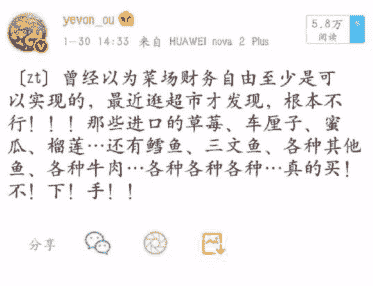 yevon_ou
5.8万
阅读
1-30 14:33 来自 HUAWEI nova 2 Plus
〔zt〕曾经以为菜场财务自由至少是可
以实现的，最近逛超市才发现，根本不
行！！！那些进口的草莓、车厘子、蜜
瓜、榴莲…还有鳕鱼、三文鱼、各种其他
鱼、各种牛肉…各种各种各种…真的买！
不！下！手！！
分享